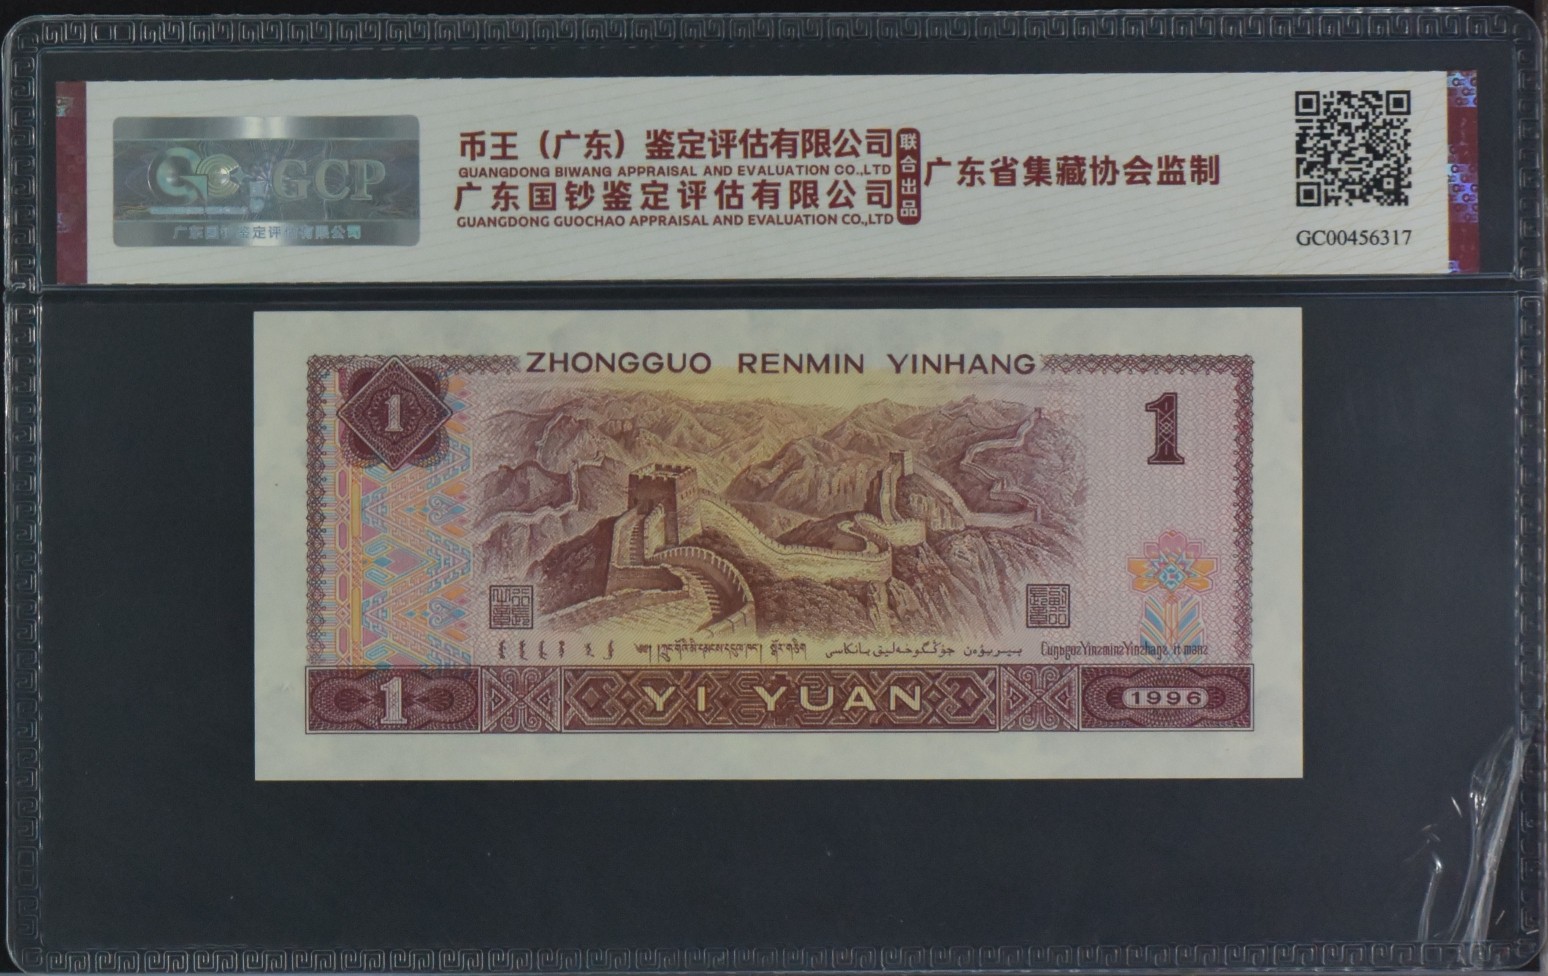 GCP
广东国钞鉴定评估有限公司
币王（广东）鉴定评估有限公司
GUANGDONG BIWANG APPRAISAL AND EVALUATION CO.,LTD
广东国钞鉴定评估有限公司
GUANGDONG GUOCHAO APPRAISAL AND EVALUATION CO.,LTD
联合出品
广东省集藏协会监制
GC00456317
ZHONGGUO RENMIN YINHANG
1
1
1
YI YUAN
1996